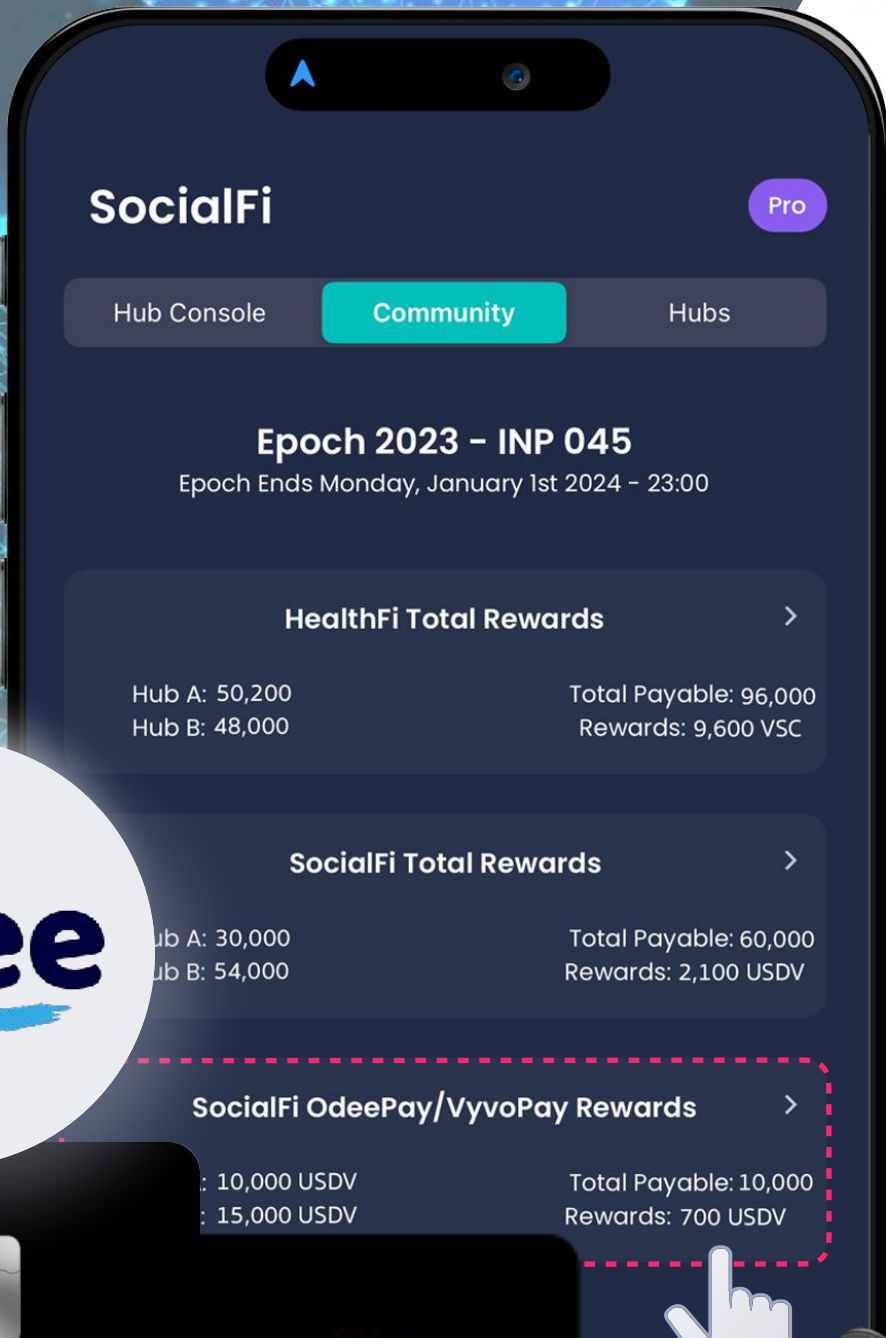 SocialFi
Pro
Hub Console
Community
Hubs
Epoch 2023 - INP 045
Epoch Ends Monday, January 1st 2024 - 23:00
HealthFi Total Rewards
Hub A: 50,200
Total Payable: 96,000
Hub B: 48,000
Rewards: 9,600 VSC
SocialFi Total Rewards
ub A: 30,000
Total Payable: 60,000
ub B: 54,000
Rewards: 2,100 USDV
ee
SocialFi OdeePay/VyvoPay Rewards
: 10,000 USDV
Total Payable: 10,000
: 15,000 USDV
Rewards: 700 USDV